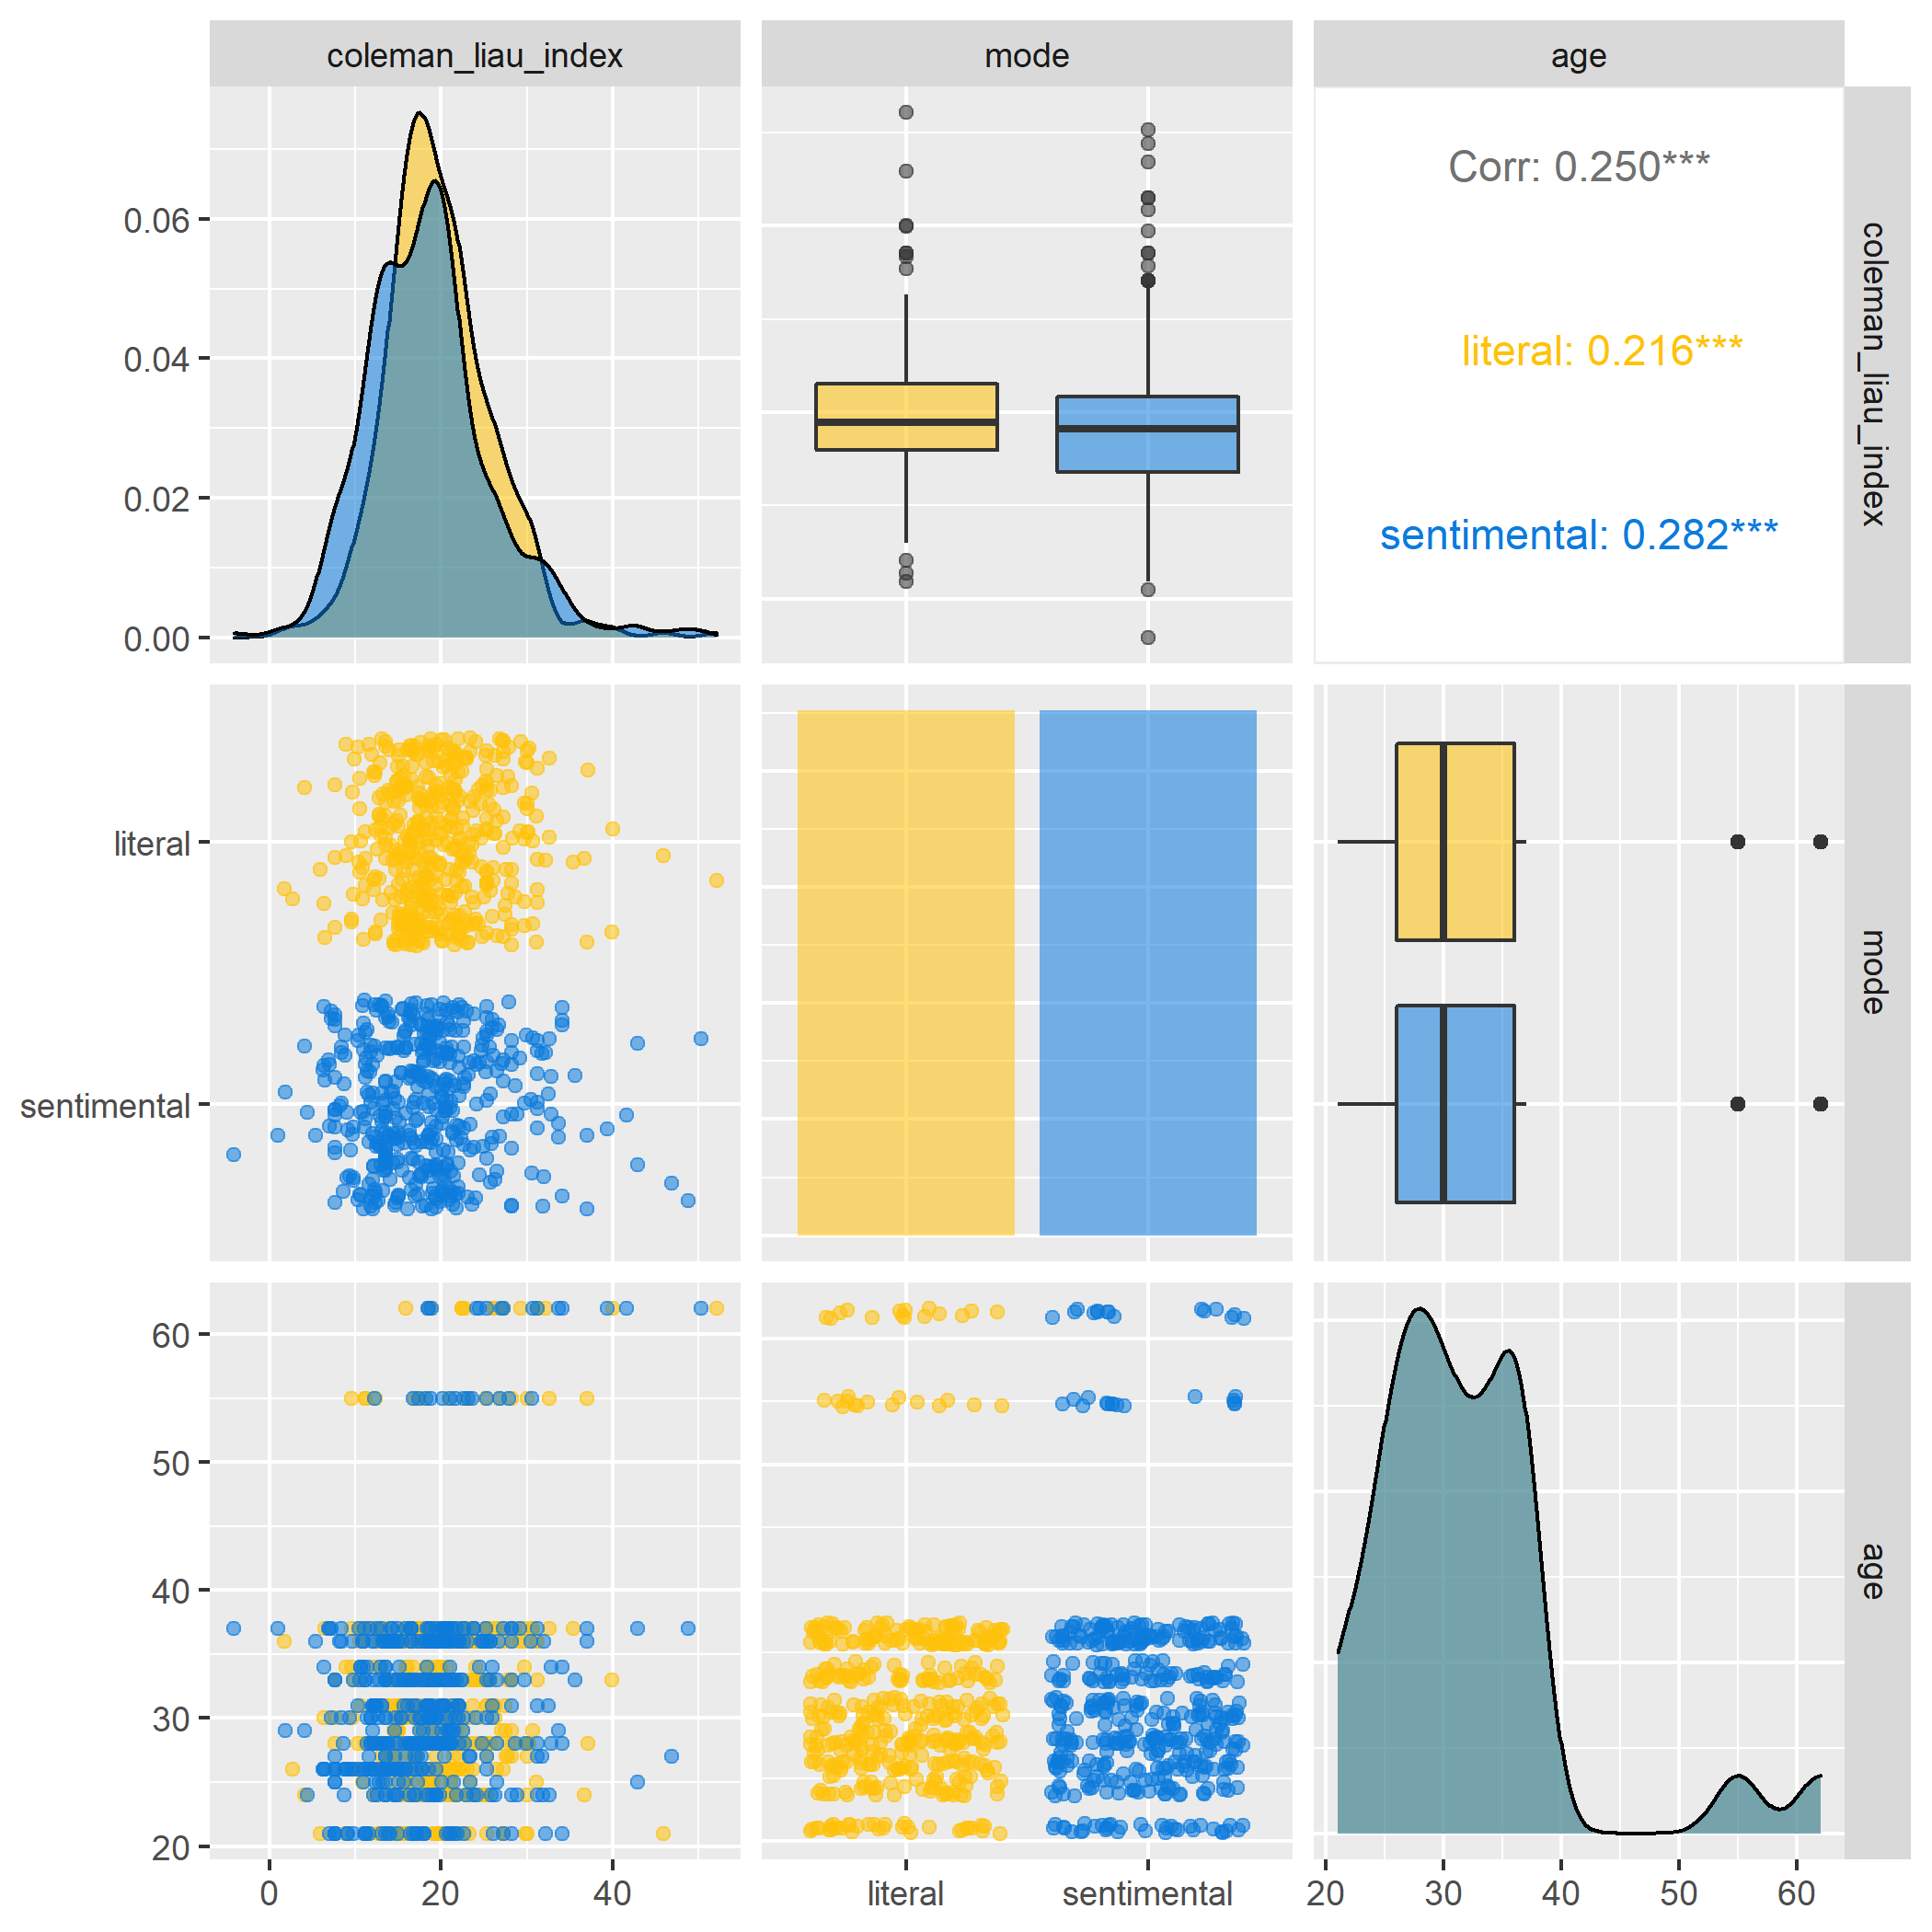 coleman_liau_index
mode
age
Corr: 0.250***
literal: 0.216***
sentimental: 0.282***
coleman_liau_index
0.06
0.04
0.02
0.00
literal
sentimental
mode
60
50
40
30
20
age
0 20 40
literal sentimental
20 30 40 50 60